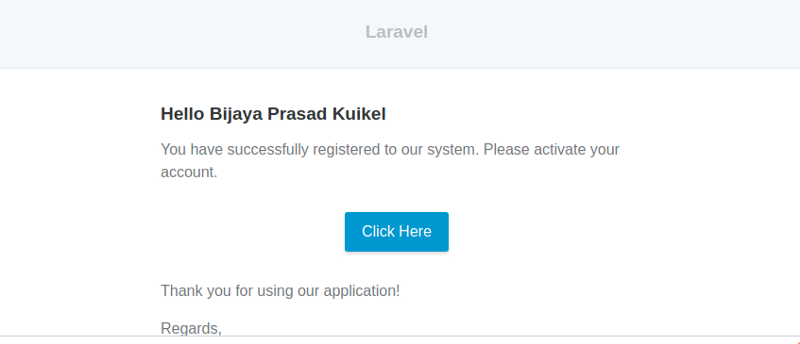 Laravel
Hello Bijaya Prasad Kuikel
You have successfully registered to our system. Please activate your
account.
Click Here
Thank you for using our application!
Regards,